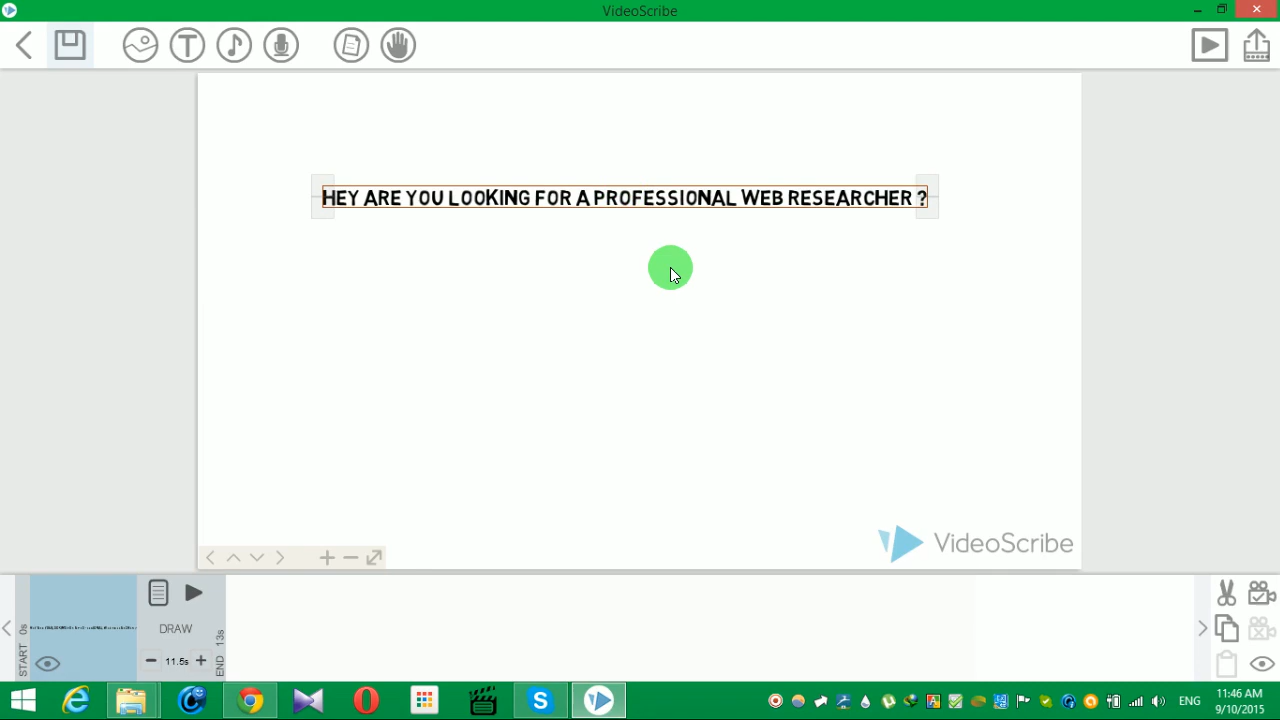 VideoScribe
HEY ARE YOU LOOKING FOR A PROFESSIONAL WEB RESEARCHER ?
VideoScribe
START 0s
DRAW
11.5s
END 13s
ENG
11:46 AM
9/10/2015